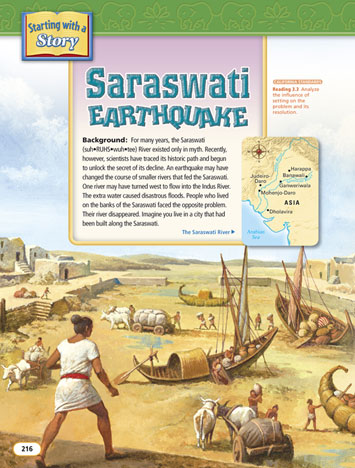 Starting with a
Story
Saraswati
EARTHQUAKE
CALIFORNIA STANDARDS
Reading 3.3 Analyze
the influence of
setting on the
problem and its
resolution.
Background: For many years, the Saraswati
(suh•RUHS•wuh•tee) River existed only in myth. Recently,
however, scientists have traced its historic path and begun
to unlock the secret of its decline. An earthquake may have
changed the course of smaller rivers that fed the Saraswati.
One river may have turned west to flow into the Indus River.
The extra water caused disastrous floods. People who lived
on the banks of the Saraswati faced the opposite problem.
Their river disappeared. Imagine you live in a city that had
been built along the Saraswati.
The Saraswati River
Harappa
Banawali
Judeiro-
Daro
Ganweriwala
Mohenjo-Daro
ASIA
Dholavira
Arabian
Sea
216